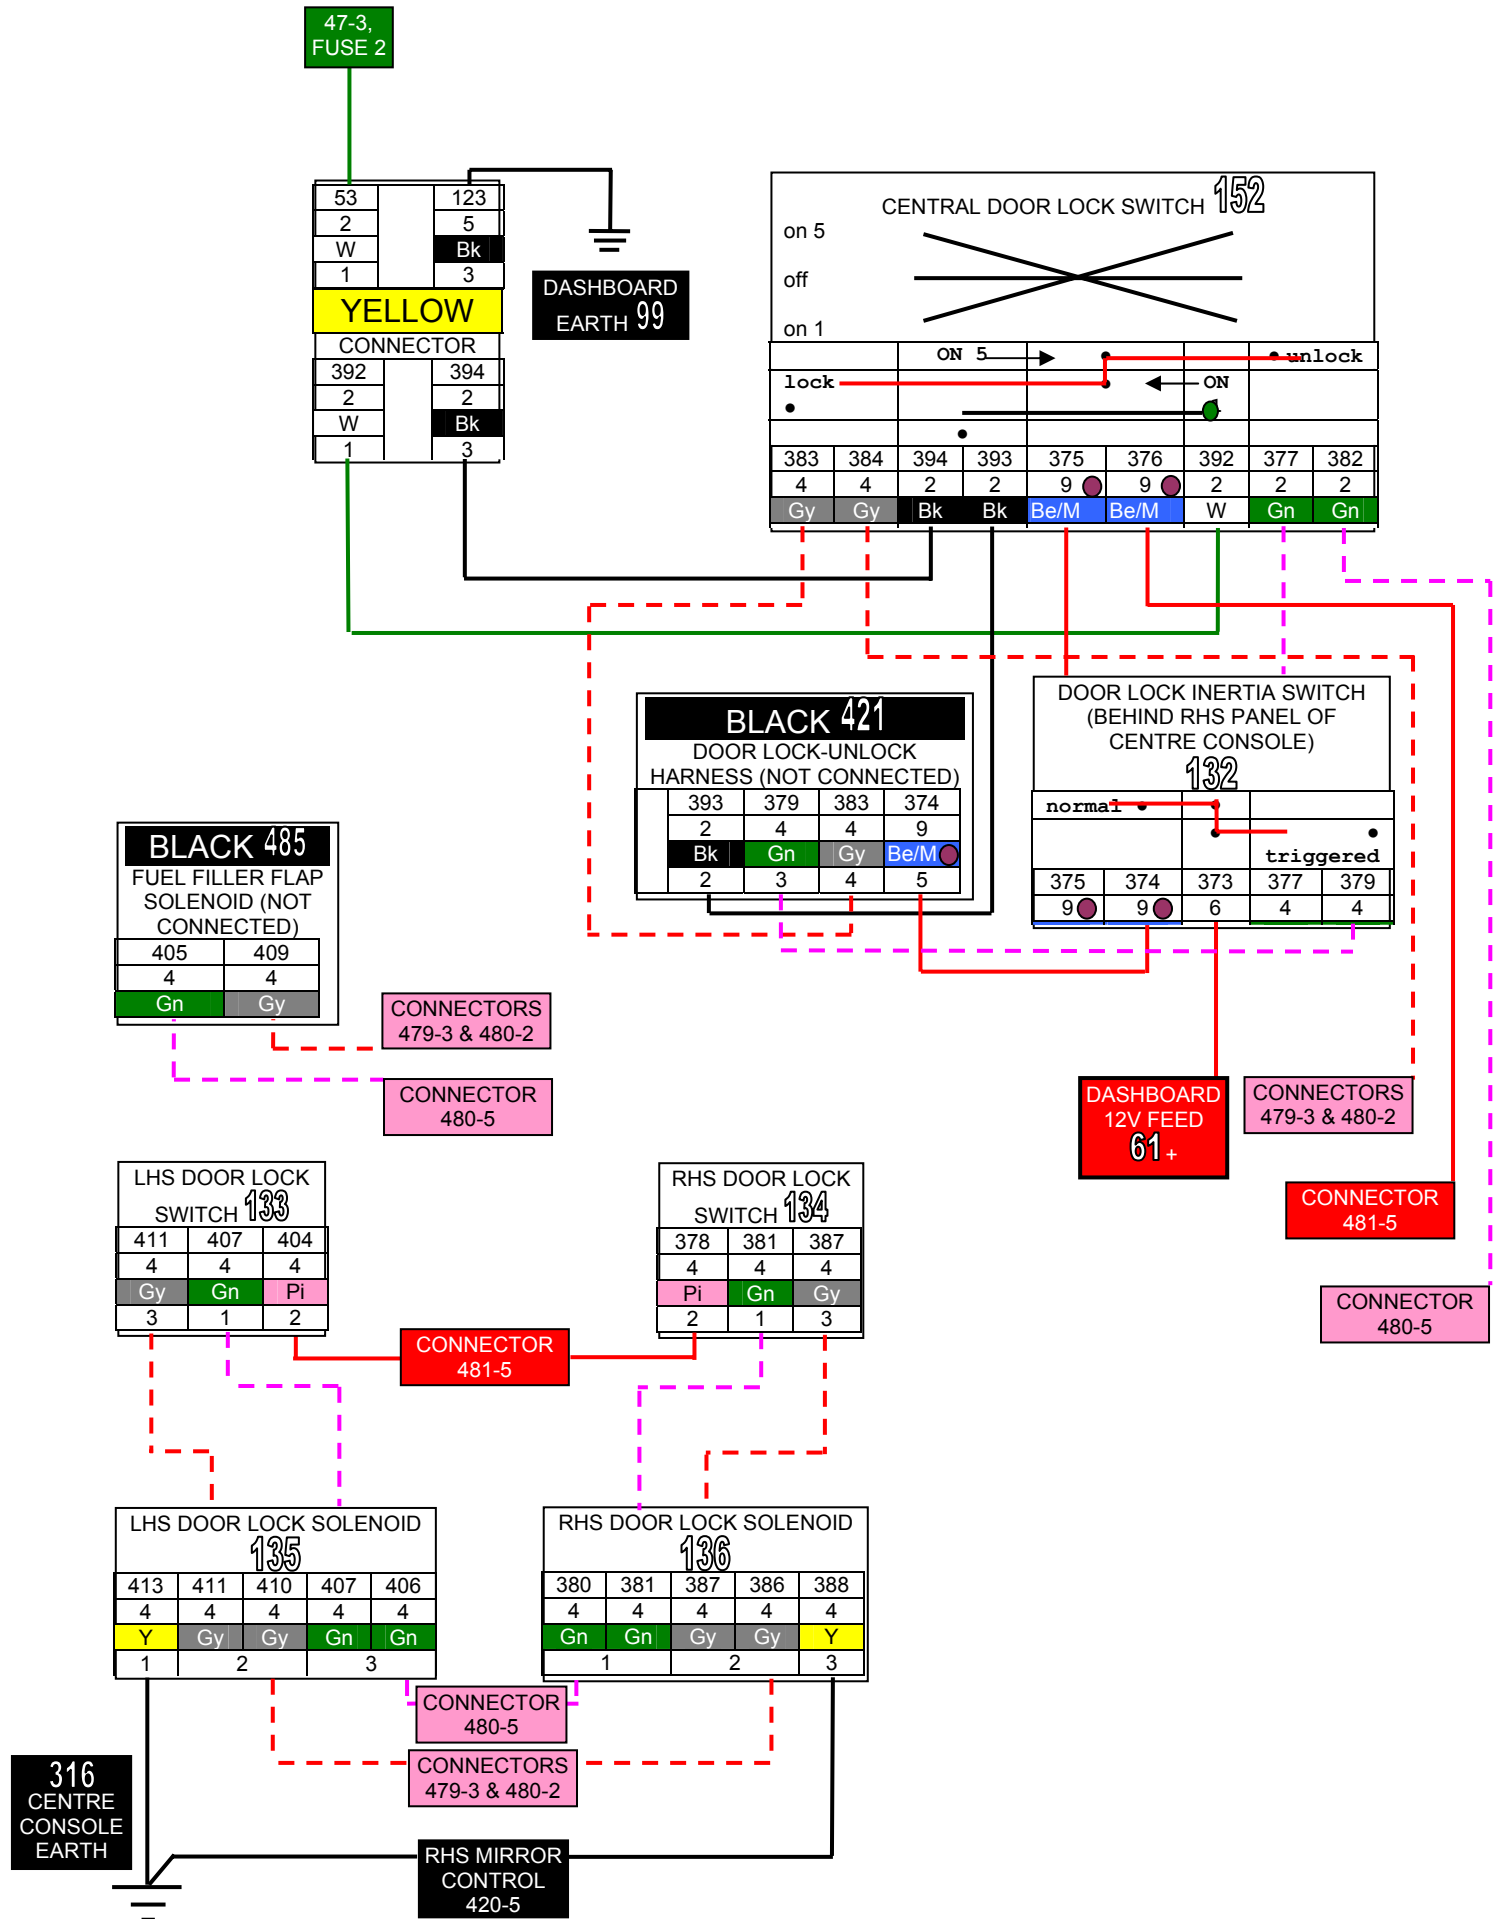 47-3,
FUSE 2
53 123
2 5
W Bk
1 3
YELLOW
CONNECTOR
392 394
2 2
W Bk
1 3
DASHBOARD
EARTH 99
CENTRAL DOOR LOCK SWITCH 152
on 5
off
on 1
ON 5 unlock
lock ON
383 384 394 393 375 376 392 377 382
4 4 2 2 9 9 2 2 2
Gy Gy Bk Bk Be/M Be/M W Gn Gn
BLACK 421
DOOR LOCK-UNLOCK
HARNESS (NOT CONNECTED)
393 379 383 374
2 4 4 9
Bk Gn Gy Be/M
2 3 4 5
DOOR LOCK INERTIA SWITCH
(BEHIND RHS PANEL OF
CENTRE CONSOLE)
132
normal
triggered
375 374 373 377 379
9 9 6 4 4
BLACK 485
FUEL FILLER FLAP
SOLENOID (NOT
CONNECTED)
405 409
4 4
Gn Gy
CONNECTORS
479-3 & 480-2
CONNECTOR
480-5
DASHBOARD
12V FEED
61 +
CONNECTORS
479-3 & 480-2
CONNECTOR
481-5
CONNECTOR
480-5
LHS DOOR LOCK
SWITCH 133
411 407 404
4 4 4
Gy Gn Pi
3 1 2
RHS DOOR LOCK
SWITCH 134
378 381 387
4 4 4
Pi Gn Gy
2 1 3
CONNECTOR
481-5
LHS DOOR LOCK SOLENOID
135
413 411 410 407 406
4 4 4 4 4
Y Gy Gy Gn Gn
1 2 3
RHS DOOR LOCK SOLENOID
136
380 381 387 386 388
4 4 4 4 4
Gn Gn Gy Gy Y
1 2 3
CONNECTOR
480-5
CONNECTORS
479-3 & 480-2
316
CENTRE
CONSOLE
EARTH
RHS MIRROR
CONTROL
420-5